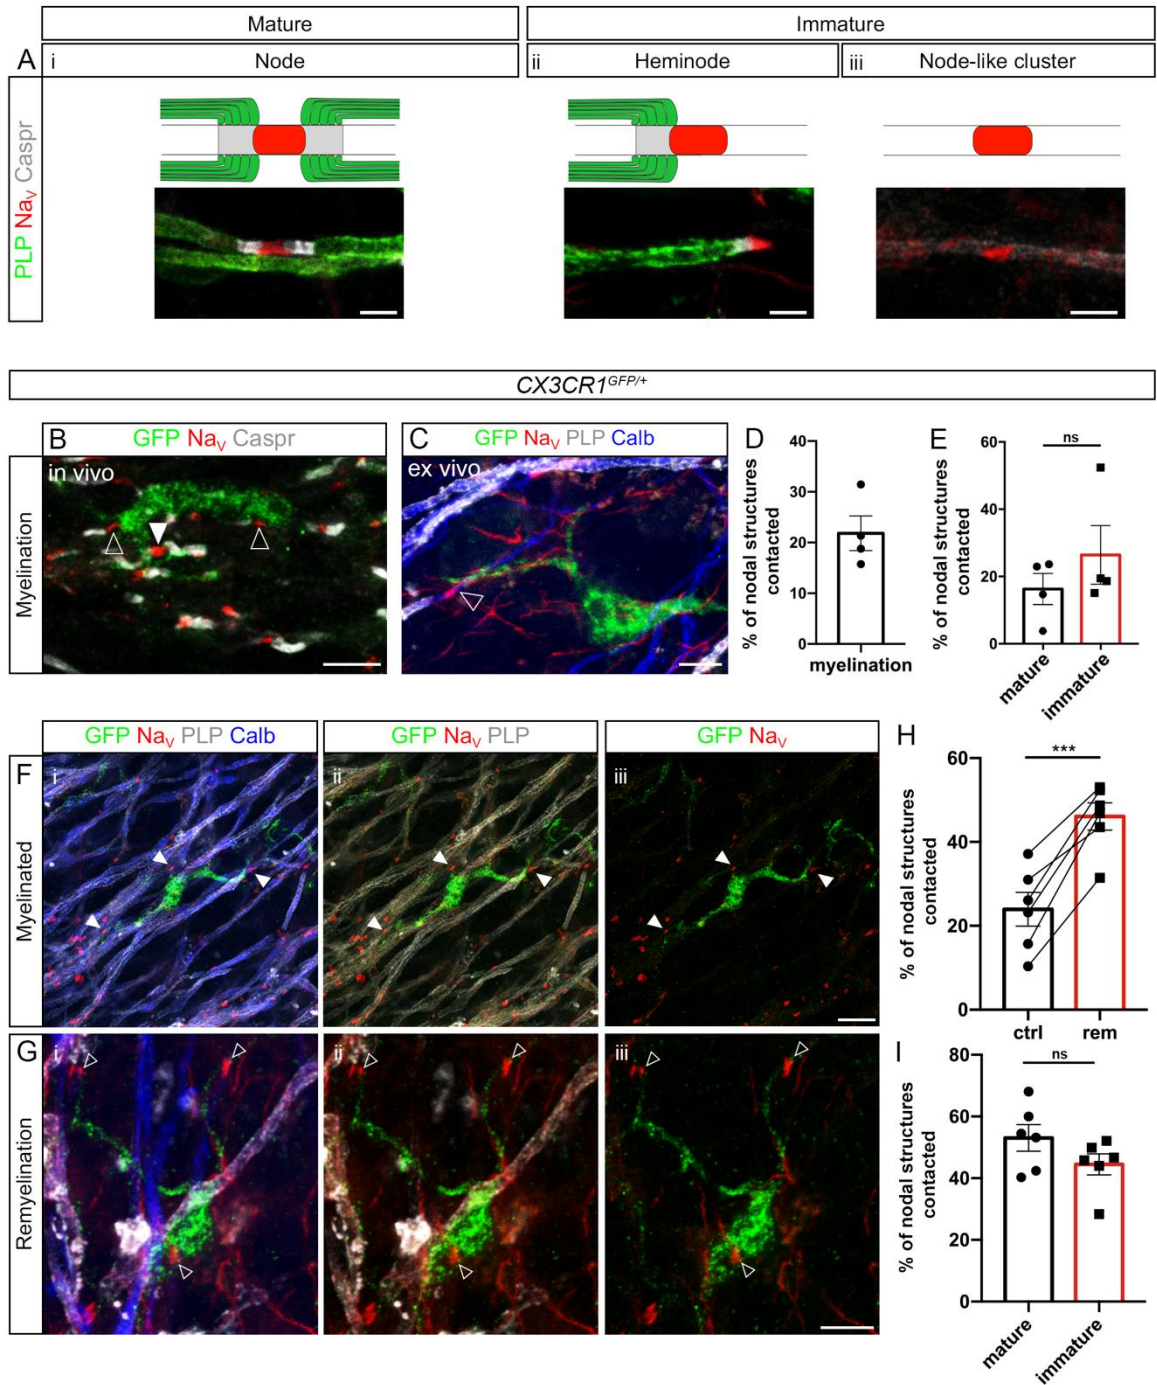 Mature Immature
A i Node ii Heminode iii Node-like cluster
PLP NaV Caspr
CX3CR1GFP/+
B GFP NaV Caspr
in vivo
Myelination
C GFP NaV PLP Calb
ex vivo
D
% of nodal structures
contacted
40
30
20
10
0
myelination
E
% of nodal structures
contacted
60
40
20
0
ns
mature
immature
GFP NaV PLP Calb GFP NaV PLP GFP NaV
F i ii iii
Myelinated
G i ii iii
Remyelination
H
% of nodal structures
contacted
60
40
20
0
***
ctrl rem
I
% of nodal structures
contacted
80
60
40
20
0
ns
mature
immature